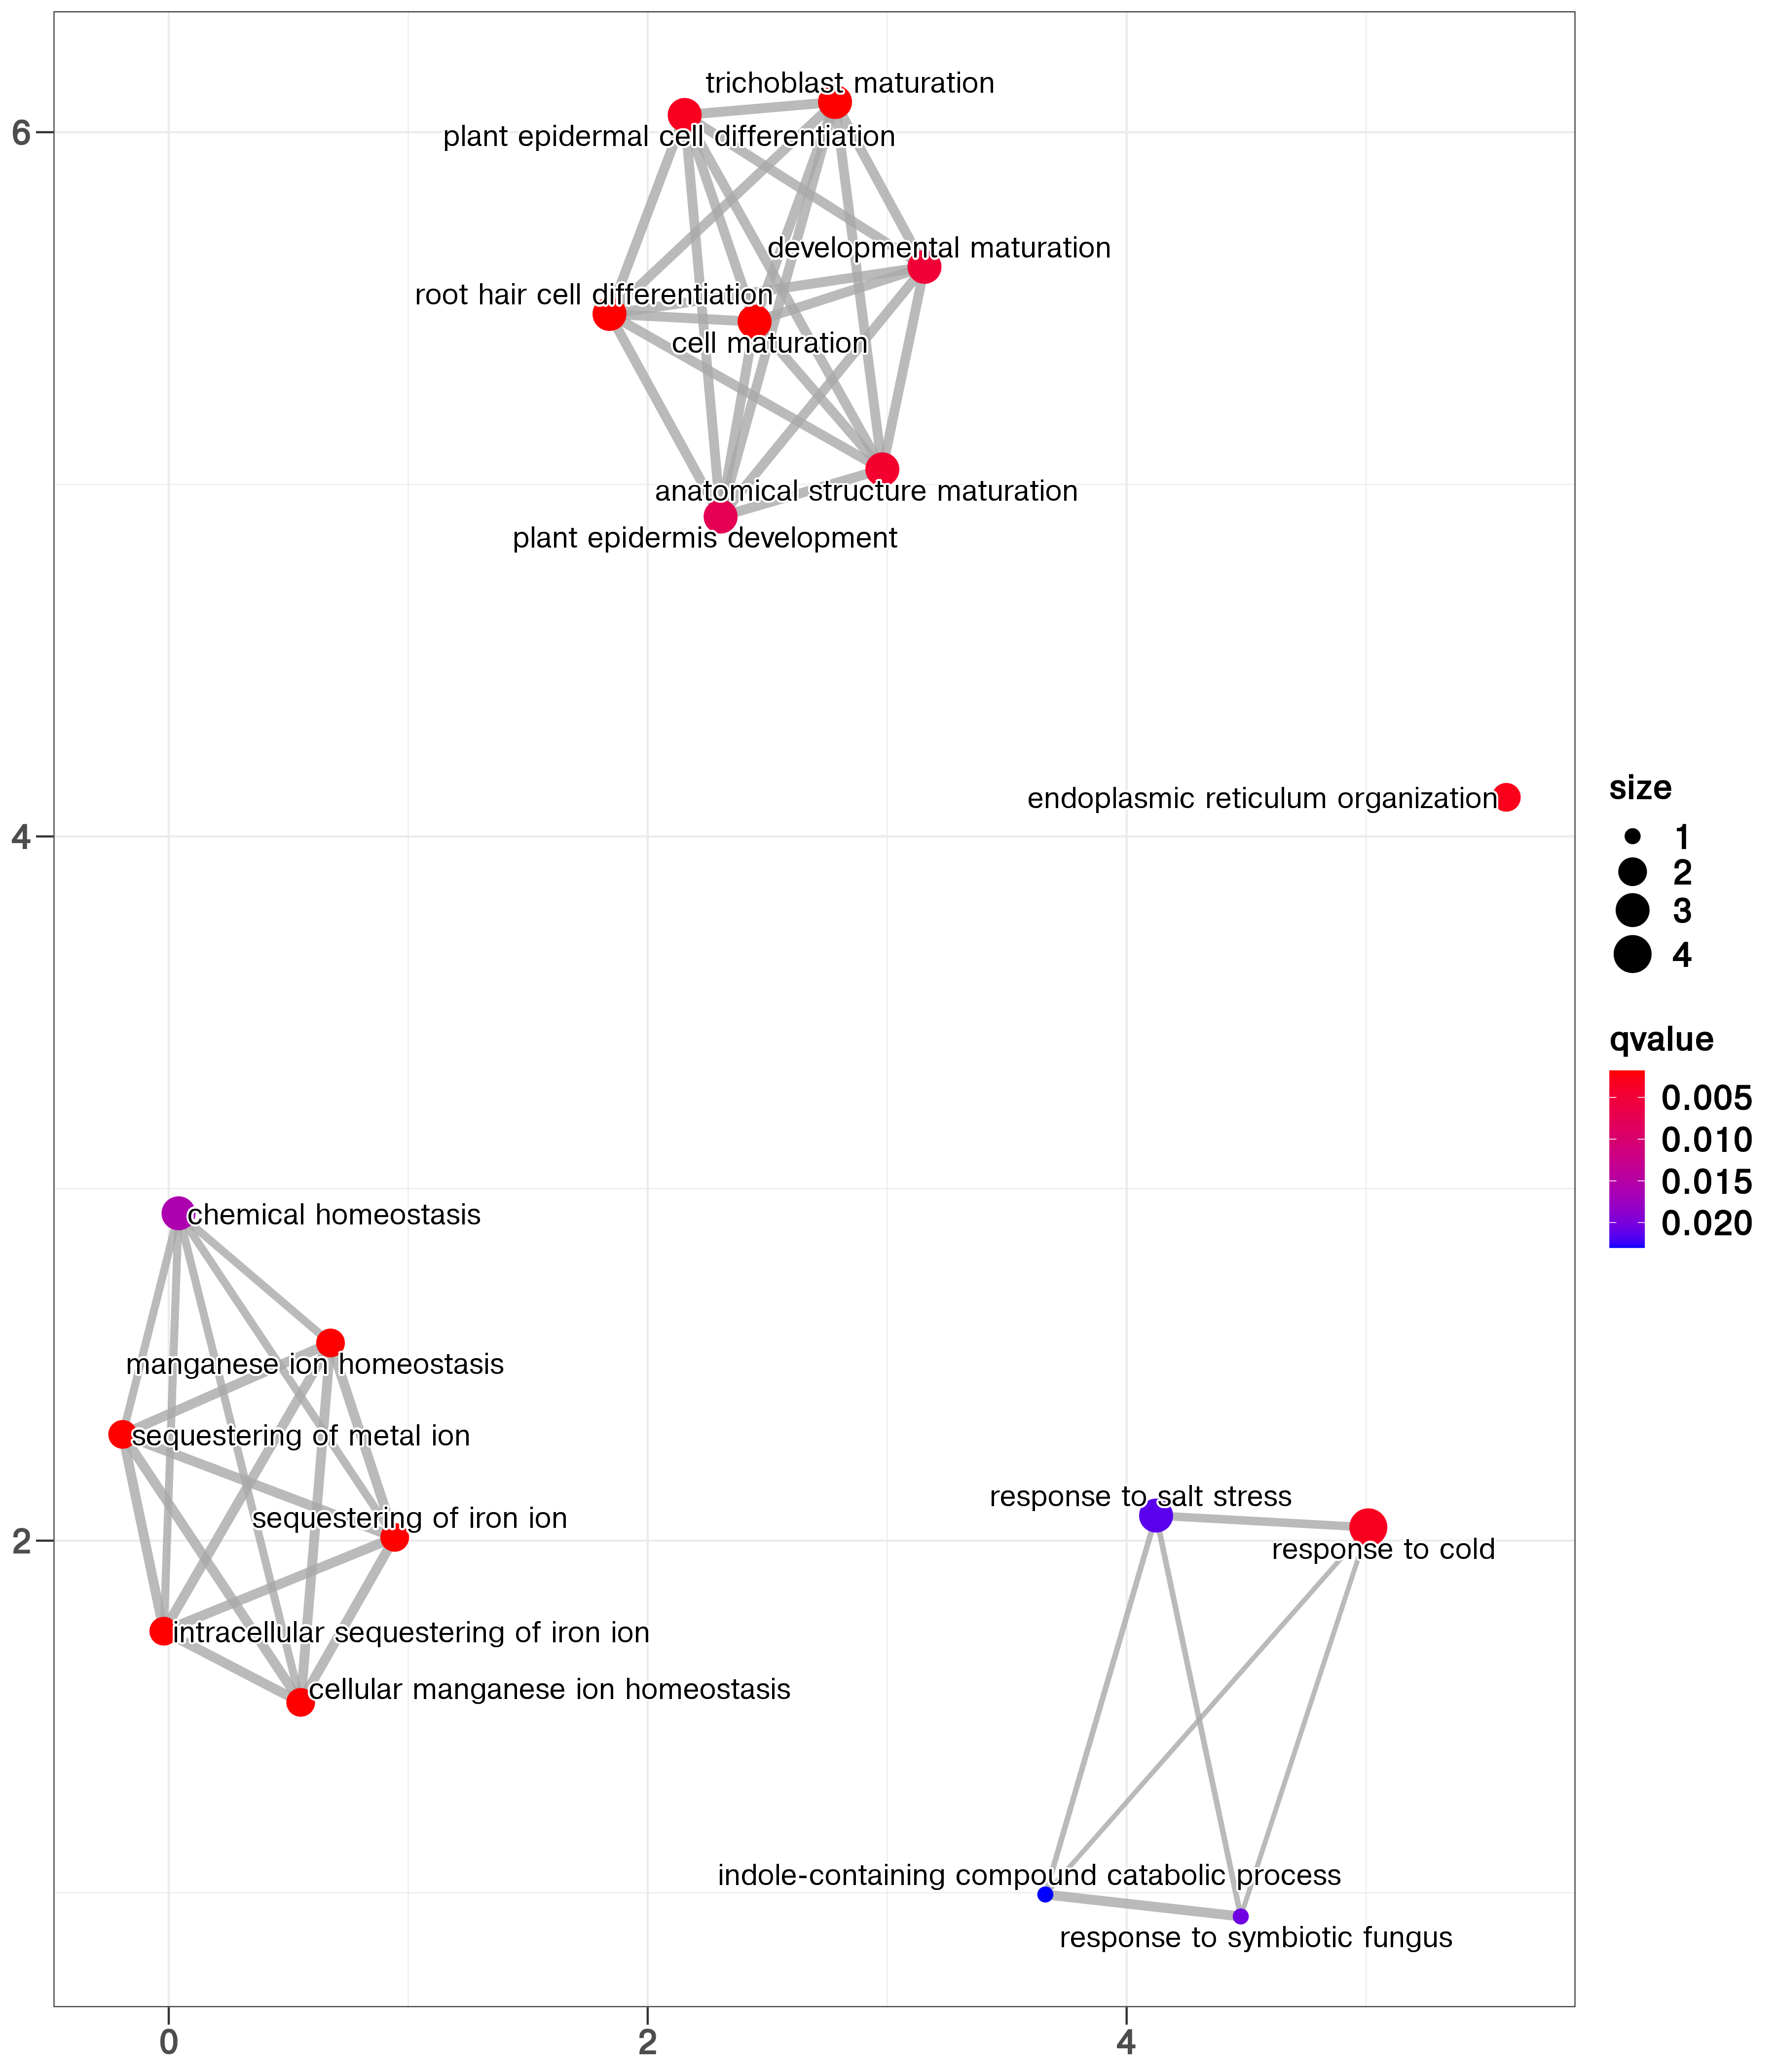 trichoblast maturation
6
plant epidermal cell differentiation
developmental maturation
root hair cell differentiation
cell maturation
anatomical structure maturation
plant epidermis development
endoplasmic reticulum organization
4
chemical homeostasis
manganese ion homeostasis
sequestering of metal ion
sequestering of iron ion
intracellular sequestering of iron ion
cellular manganese ion homeostasis
response to salt stress
2
response to cold
indole-containing compound catabolic process
response to symbiotic fungus
0
2
4
size
1
2
3
4
qvalue
0.005
0.010
0.015
0.020